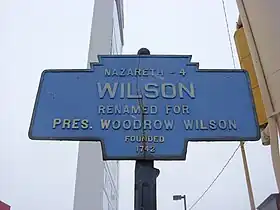 NAZARETH - 4
WILSON
RENAMED FOR
PRES. WOODROW WILSON
FOUNDED
1742